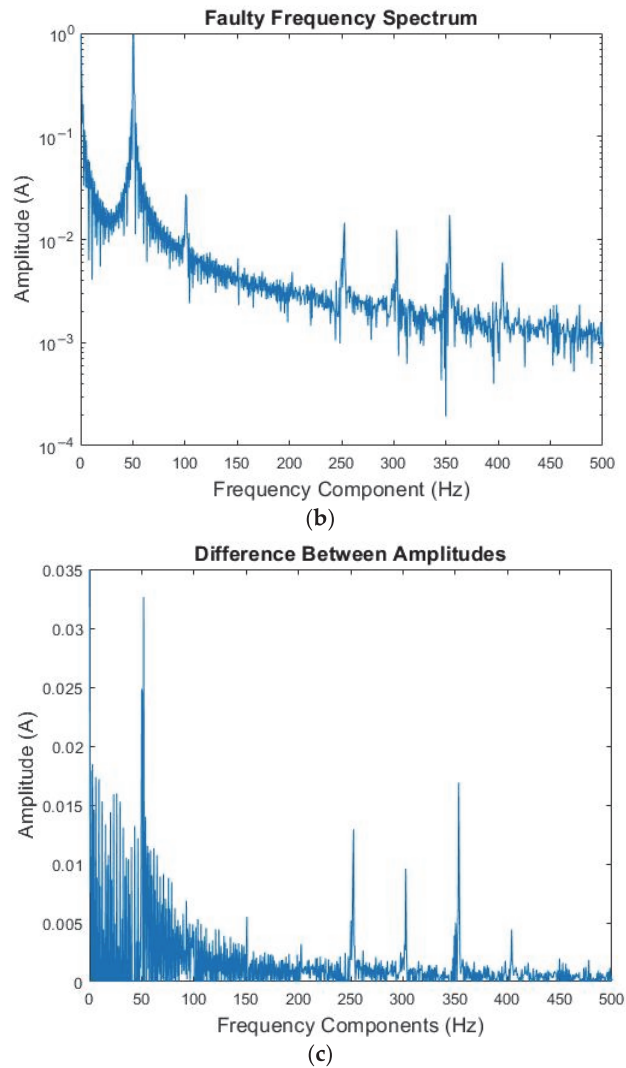 Faulty Frequency Spectrum
10⁰
10⁻¹
10⁻²
10⁻³
10⁻⁴
Amplitude (A)
0 50 100 150 200 250 300 350 400 450 500
Frequency Component (Hz)
(b)
Difference Between Amplitudes
0.035
0.03
0.025
0.02
0.015
0.01
0.005
0
Amplitude (A)
0 50 100 150 200 250 300 350 400 450 500
Frequency Components (Hz)
(c)